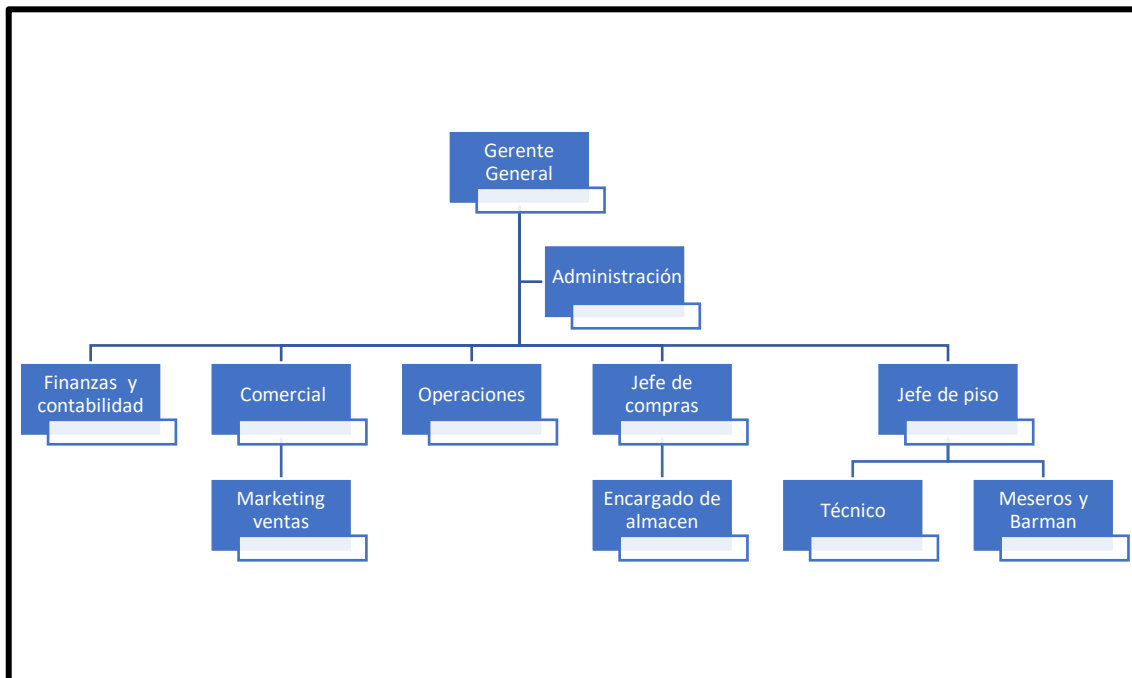 Gerente
General
Administración
Finanzas y
contabilidad
Comercial
Operaciones
Jefe de
compras
Jefe de piso
Marketing
ventas
Encargado de
almacen
Técnico
Meseros y
Barman